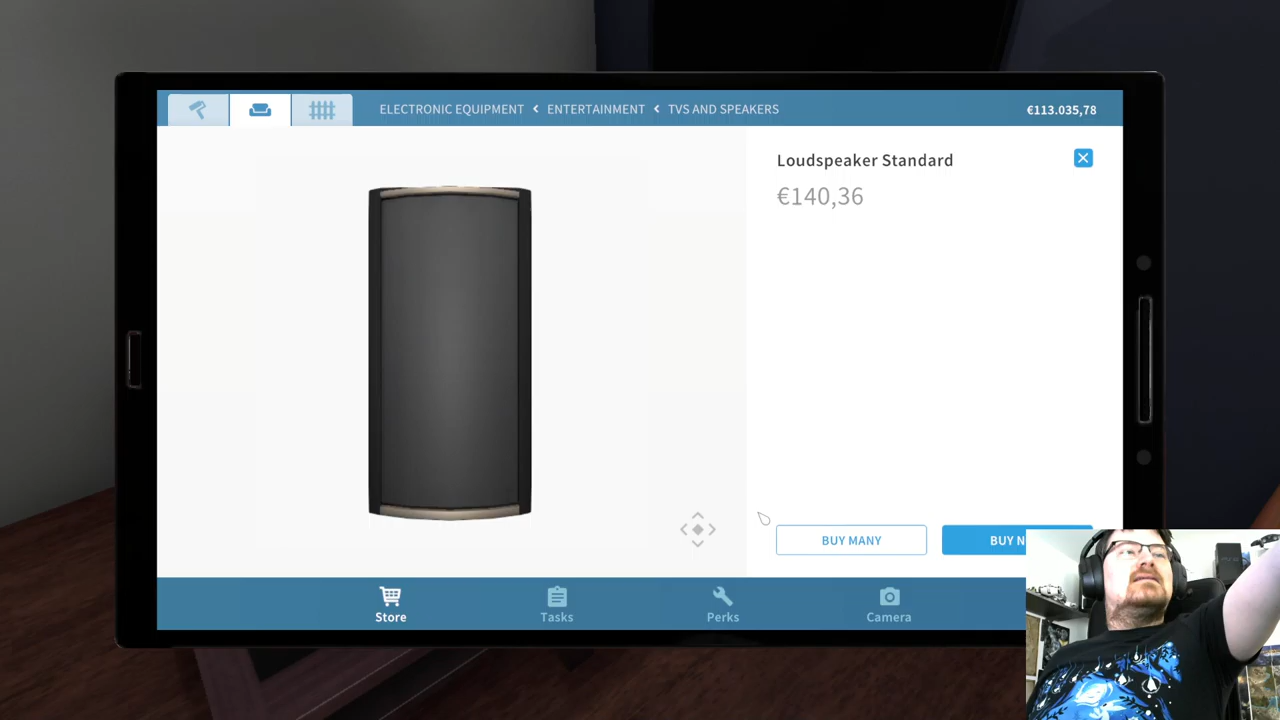 ELECTRONIC EQUIPMENT < ENTERTAINMENT < TVS AND SPEAKERS
€113.035,78
Loudspeaker Standard
€140,36
BUY MANY
BUY N
Store
Tasks
Perks
Camera